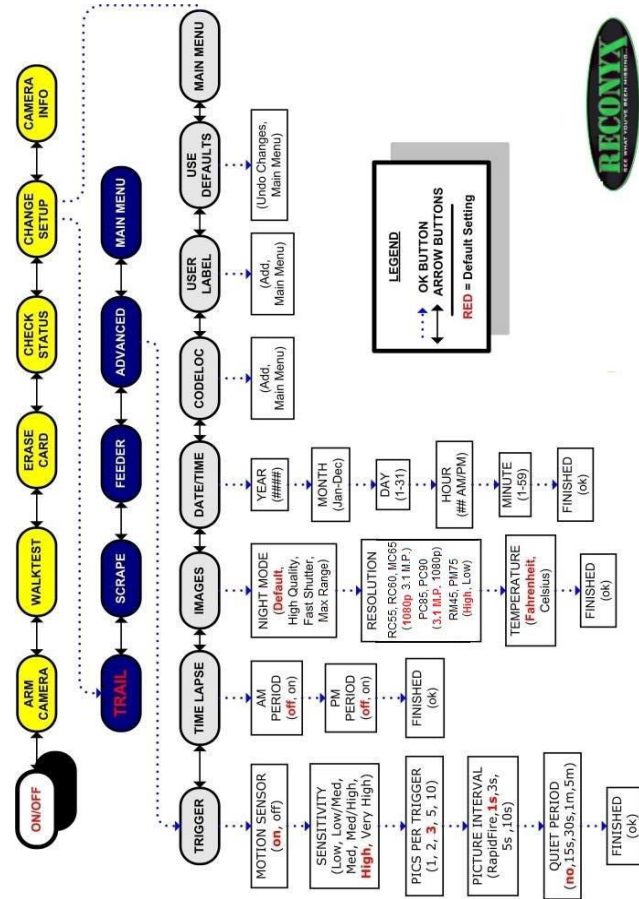 ON/OFF
ARM
CAMERA
WALKTEST
ERASE
CARD
CHECK
STATUS
CHANGE
SETUP
CAMERA
INFO
TRAIL
SCRAPE
FEEDER
ADVANCED
MAIN MENU
TRIGGER
TIME LAPSE
IMAGES
DATE/TIME
CODELOC
USER
LABEL
USE
DEFAULTS
MAIN MENU
MOTION SENSOR
(on, off)
SENSITIVITY
(Low, Low/Med,
Med, Med/High,
High, Very High)
PICS PER TRIGGER
(1, 2, 3, 5, 10)
PICTURE INTERVAL
(RapidFire,1s,3s,
5s ,10s)
QUIET PERIOD
(no,15s,30s,1m,5m)
FINISHED
(ok)
AM
PERIOD
(off, on)
PM
PERIOD
(off, on)
FINISHED
(ok)
NIGHT MODE
(Default,
High Quality,
Fast Shutter,
Max Range)
RESOLUTION
RC55, RC60, MC65
(1080p 3.1 M.P.)
PC85, PC90
(3.1 M.P. 1080p)
RM45, PM75
(High, Low)
TEMPERATURE
(Fahrenheit,
Celsius)
FINISHED
(ok)
YEAR
(####)
MONTH
(Jan-Dec)
DAY
(1-31)
HOUR
(## AM/PM)
MINUTE
(1-59)
FINISHED
(ok)
(Add,
Main Menu)
(Add,
Main Menu)
(Undo Changes,
Main Menu)
LEGEND
OK BUTTON
ARROW BUTTONS
RED = Default Setting
RECONYX
SEE WHAT YOU'VE BEEN MISSING...